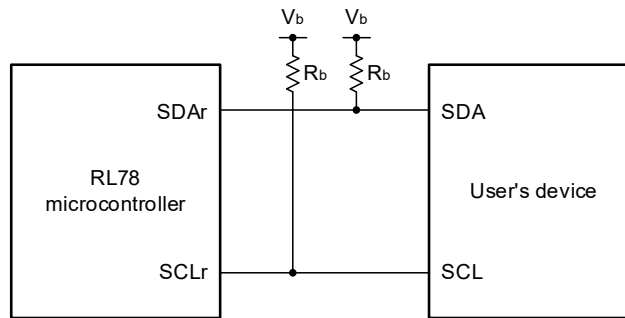 Vb Vb
Rb Rb
SDAr SDA
RL78
microcontroller
User's device
SCLr SCL